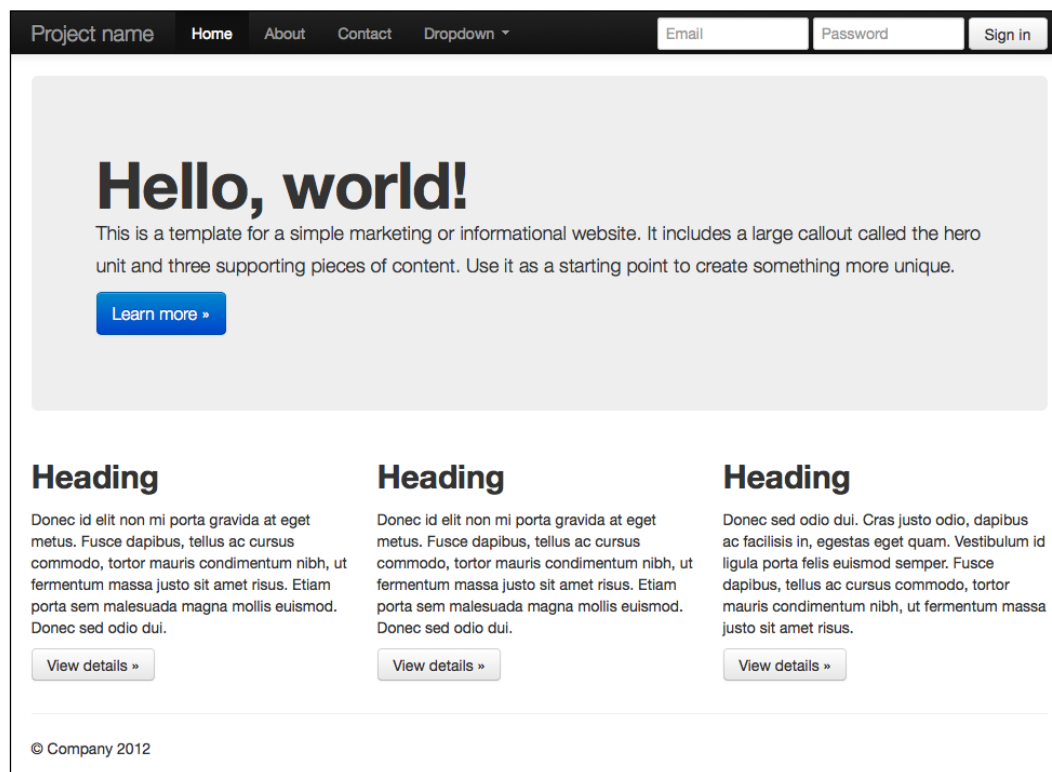 Project name Home About Contact Dropdown Email Password Sign in
Hello, world!
This is a template for a simple marketing or informational website. It includes a large callout called the hero
unit and three supporting pieces of content. Use it as a starting point to create something more unique.
Learn more »
Heading
Donec id elit non mi porta gravida at eget
metus. Fusce dapibus, tellus ac cursus
commodo, tortor mauris condimentum nibh, ut
fermentum massa justo sit amet risus. Etiam
porta sem malesuada magna mollis euismod.
Donec sed odio dui.
View details »
Heading
Donec id elit non mi porta gravida at eget
metus. Fusce dapibus, tellus ac cursus
commodo, tortor mauris condimentum nibh, ut
fermentum massa justo sit amet risus. Etiam
porta sem malesuada magna mollis euismod.
Donec sed odio dui.
View details »
Heading
Donec sed odio dui. Cras justo odio, dapibus
ac facilisis in, egestas eget quam. Vestibulum id
ligula porta felis euismod semper. Fusce
dapibus, tellus ac cursus commodo, tortor
mauris condimentum nibh, ut fermentum massa
justo sit amet risus.
View details »
© Company 2012